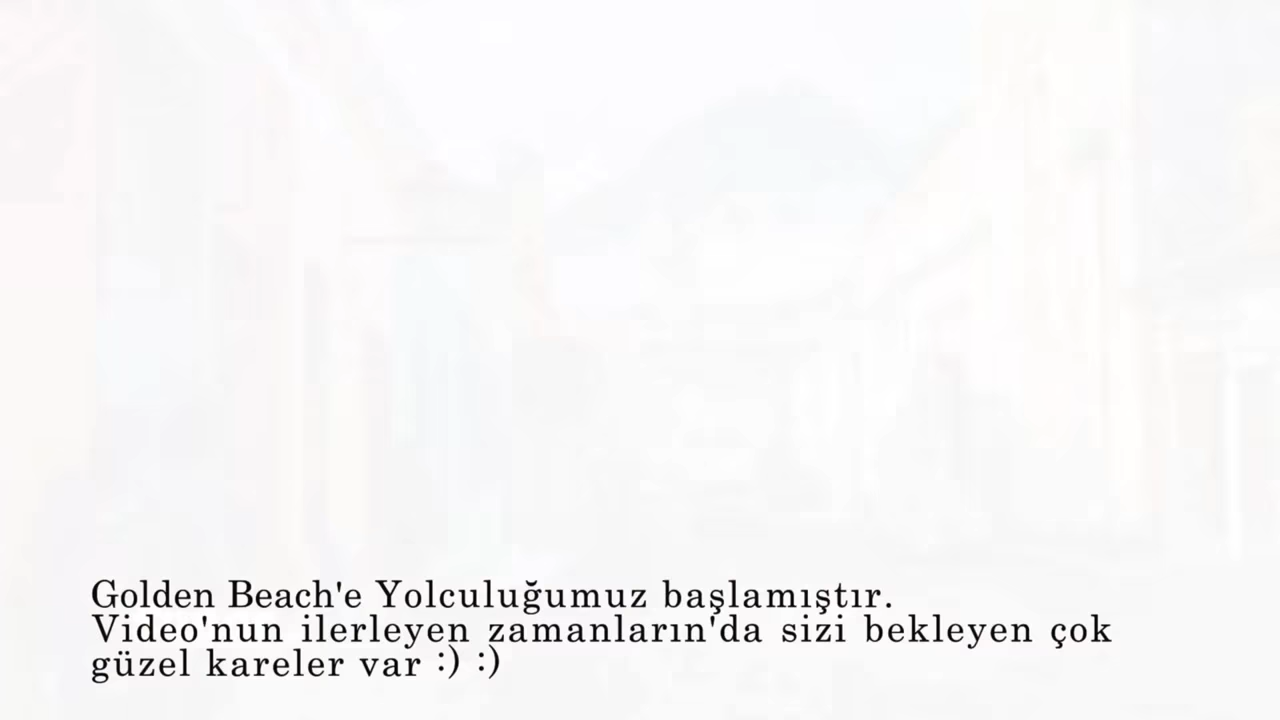 Golden Beach'e Yolculuğumuz başlamıştır.
Video'nun ilerleyen zamanların'da sizi bekleyen çok
güzel kareler var :) :)